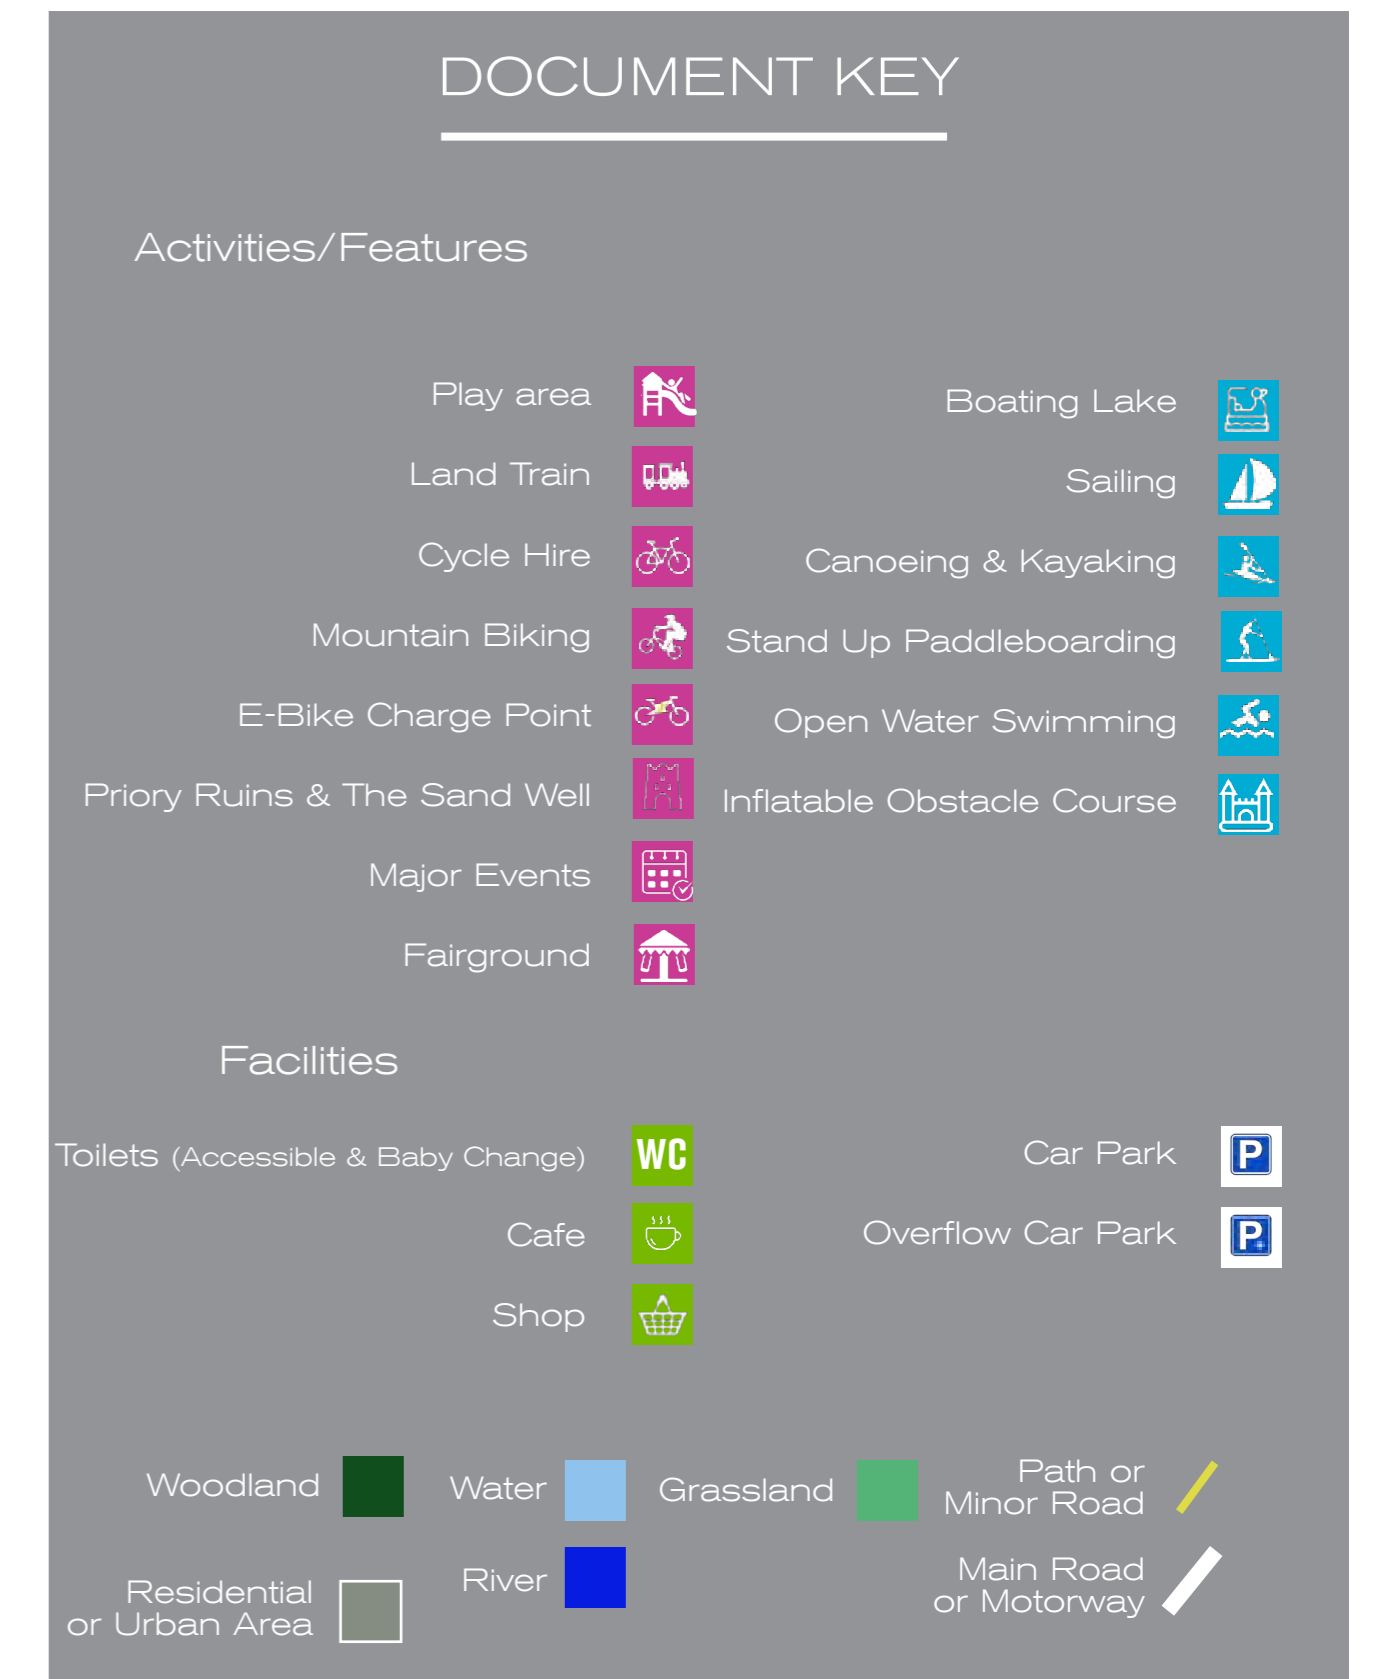 DOCUMENT KEY
Activities/Features
Play area
Land Train
Cycle Hire
Mountain Biking
E-Bike Charge Point
Priory Ruins & The Sand Well
Major Events
Fairground
Boating Lake
Sailing
Canoeing & Kayaking
Stand Up Paddleboarding
Open Water Swimming
Inflatable Obstacle Course
Facilities
Toilets (Accessible & Baby Change)
WC
Cafe
Shop
Car Park
P
Overflow Car Park
P
Woodland
Water
Grassland
Path or
Minor Road
Residential
or Urban Area
River
Main Road
or Motorway